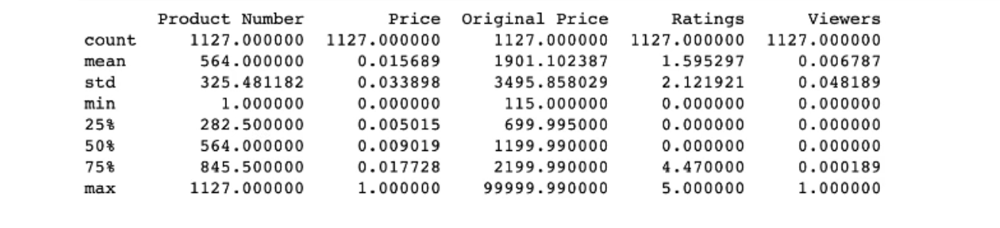 Product Number Price Original Price Ratings Viewers
count 1127.000000 1127.000000 1127.000000 1127.000000 1127.000000
mean 564.000000 0.015689 1901.102387 1.595297 0.006787
std 325.481182 0.033898 3495.858029 2.121921 0.048189
min 1.000000 0.000000 115.000000 0.000000 0.000000
25% 282.500000 0.005015 699.995000 0.000000 0.000000
50% 564.000000 0.009019 1199.990000 0.000000 0.000000
75% 845.500000 0.017728 2199.990000 4.470000 0.000189
max 1127.000000 1.000000 99999.990000 5.000000 1.000000